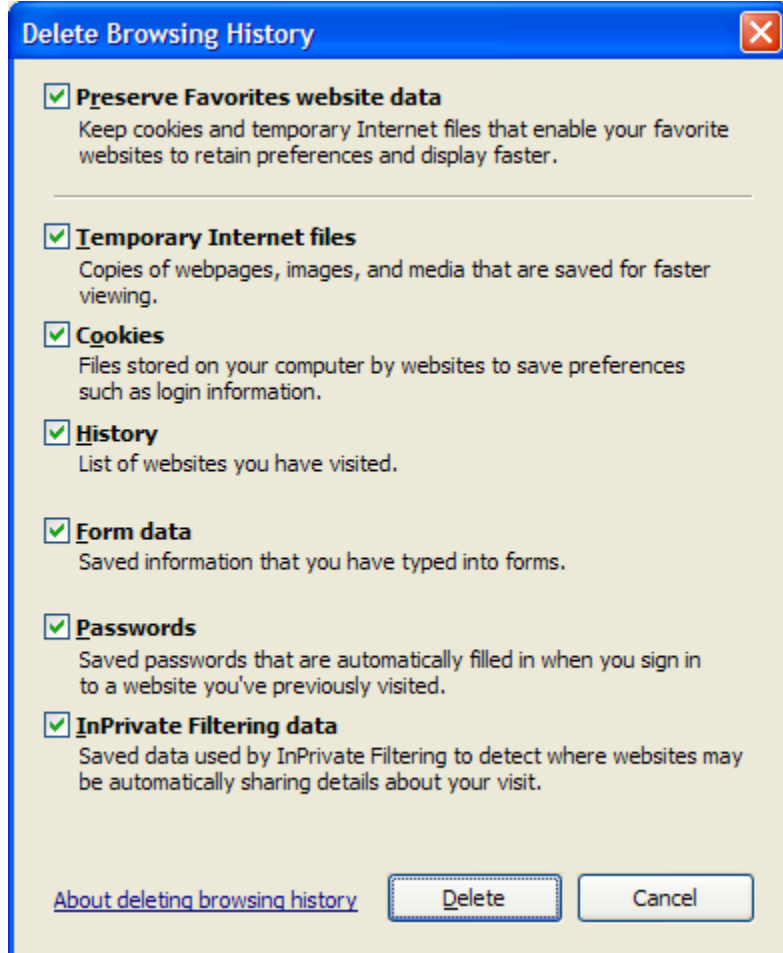 Delete Browsing History
Preserve Favorites website data
Keep cookies and temporary Internet files that enable your favorite
websites to retain preferences and display faster.
Temporary Internet files
Copies of webpages, images, and media that are saved for faster
viewing.
Cookies
Files stored on your computer by websites to save preferences
such as login information.
History
List of websites you have visited.
Form data
Saved information that you have typed into forms.
Passwords
Saved passwords that are automatically filled in when you sign in
to a website you've previously visited.
InPrivate Filtering data
Saved data used by InPrivate Filtering to detect where websites may
be automatically sharing details about your visit.
About deleting browsing history Delete Cancel